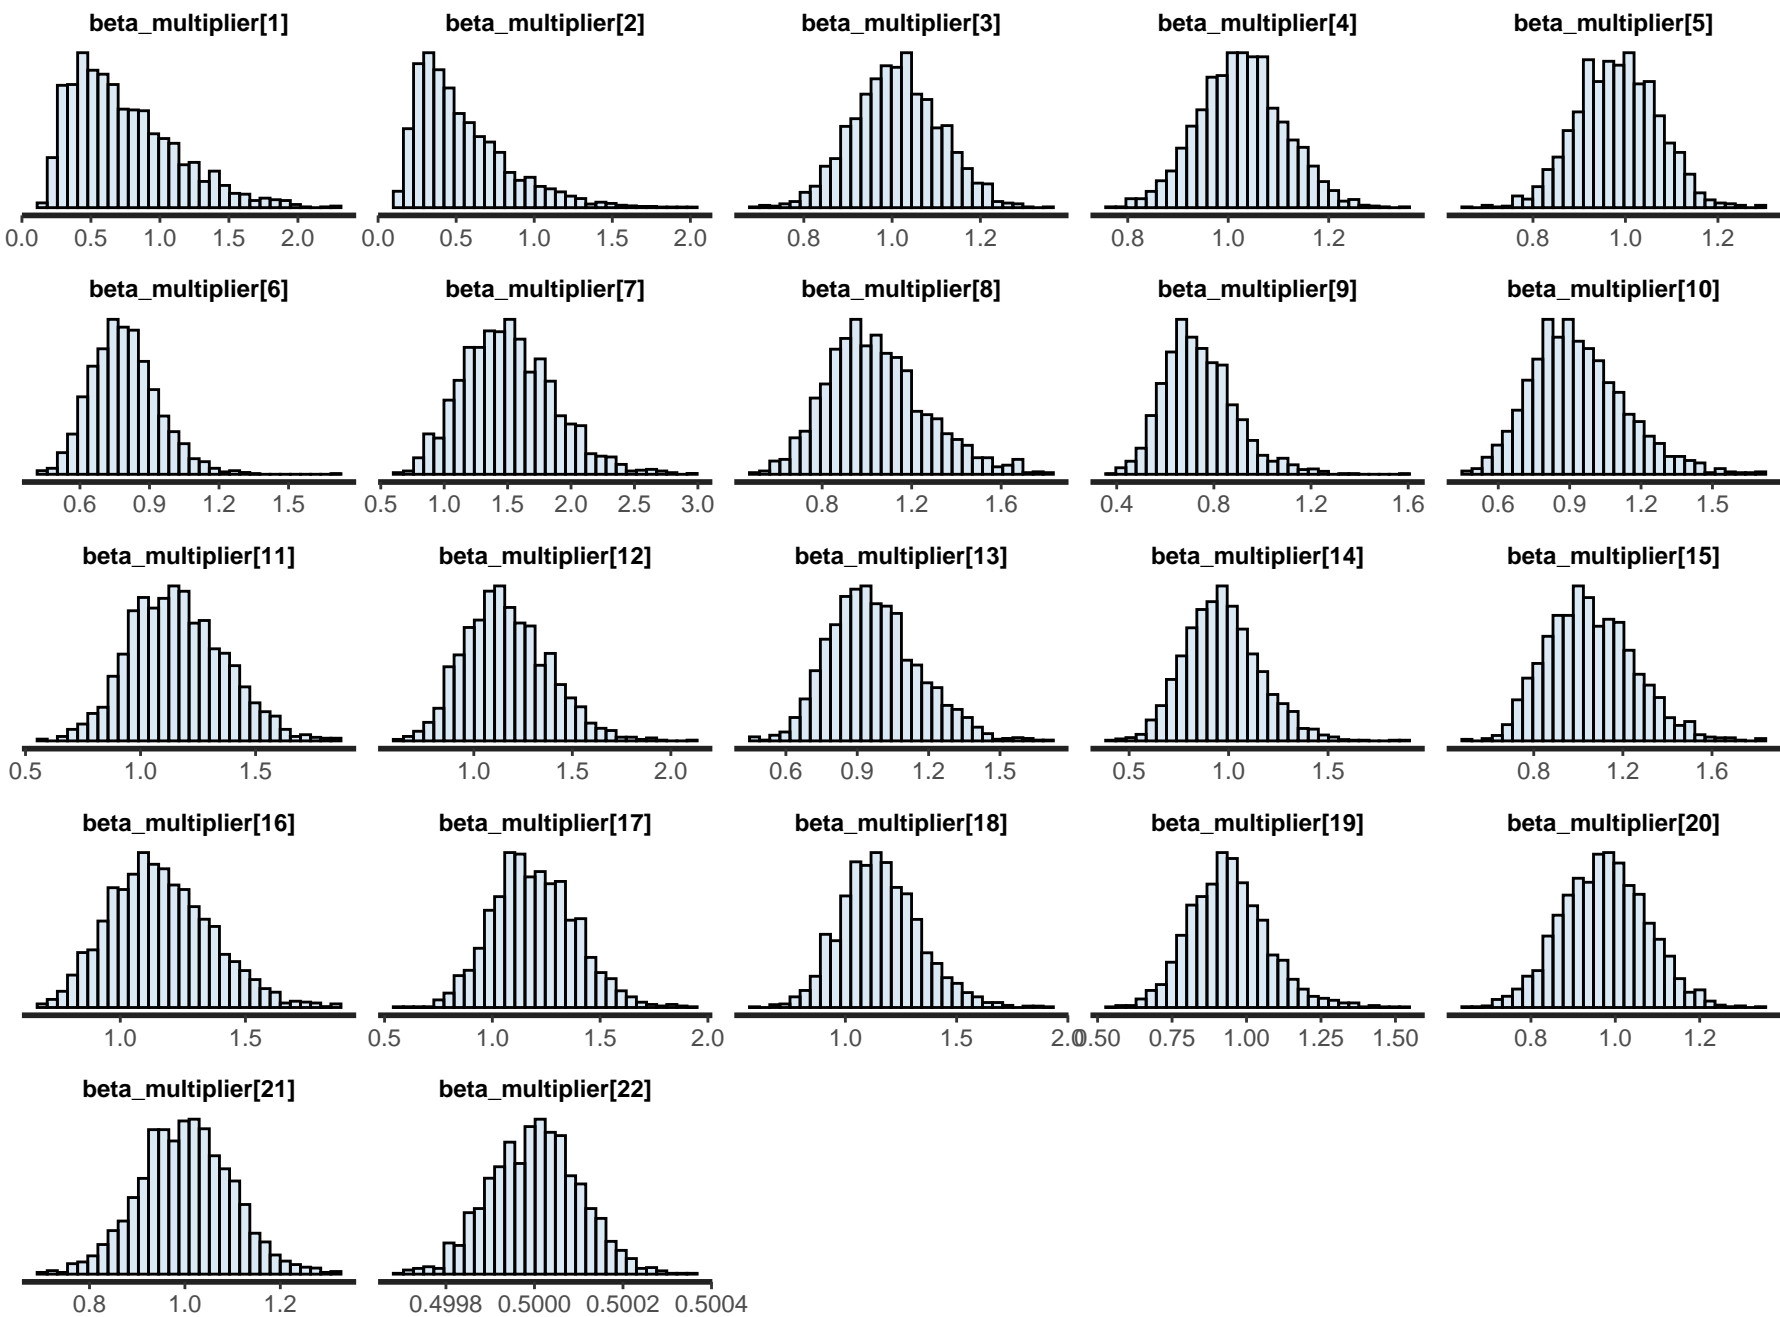 beta_multiplier[1] beta_multiplier[2] beta_multiplier[3] beta_multiplier[4] beta_multiplier[5]
0.0 0.5 1.0 1.5 2.0 0.0 0.5 1.0 1.5 2.0 0.8 1.0 1.2 0.8 1.0 1.2 0.8 1.0 1.2
beta_multiplier[6] beta_multiplier[7] beta_multiplier[8] beta_multiplier[9] beta_multiplier[10]
0.6 0.9 1.2 1.5 0.5 1.0 1.5 2.0 2.5 3.0 0.8 1.2 1.6 0.4 0.8 1.2 1.6 0.6 0.9 1.2 1.5
beta_multiplier[11] beta_multiplier[12] beta_multiplier[13] beta_multiplier[14] beta_multiplier[15]
0.5 1.0 1.5 1.0 1.5 2.0 0.6 0.9 1.2 1.5 0.5 1.0 1.5 0.8 1.2 1.6
beta_multiplier[16] beta_multiplier[17] beta_multiplier[18] beta_multiplier[19] beta_multiplier[20]
1.0 1.5 0.5 1.0 1.5 2.0 1.0 1.5 2.0 0.50 0.75 1.00 1.25 1.50 0.8 1.0 1.2
beta_multiplier[21] beta_multiplier[22]
0.8 1.0 1.2 0.4998 0.5000 0.5002 0.5004